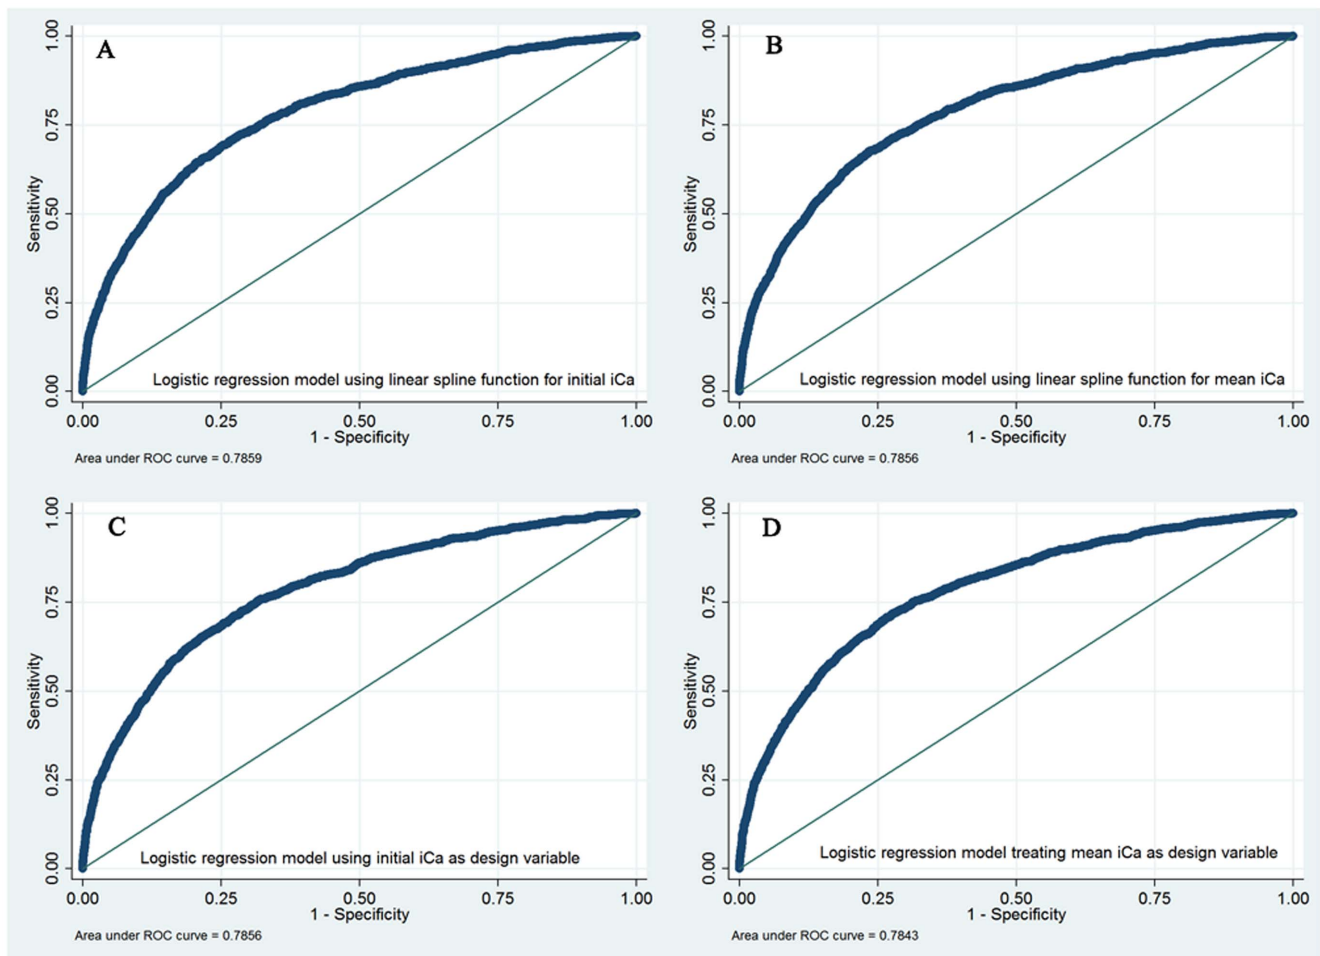 A
Sensitivity
1.00
0.75
0.50
0.25
0.00
Logistic regression model using linear spline function for initial iCa
0.00 0.25 0.50 0.75 1.00
1 - Specificity
Area under ROC curve = 0.7859
B
Sensitivity
1.00
0.75
0.50
0.25
0.00
Logistic regression model using linear spline function for mean iCa
0.00 0.25 0.50 0.75 1.00
1 - Specificity
Area under ROC curve = 0.7856
C
Sensitivity
1.00
0.75
0.50
0.25
0.00
Logistic regression model using initial iCa as design variable
0.00 0.25 0.50 0.75 1.00
1 - Specificity
Area under ROC curve = 0.7856
D
Sensitivity
1.00
0.75
0.50
0.25
0.00
Logistic regression model treating mean iCa as design variable
0.00 0.25 0.50 0.75 1.00
1 - Specificity
Area under ROC curve = 0.7843